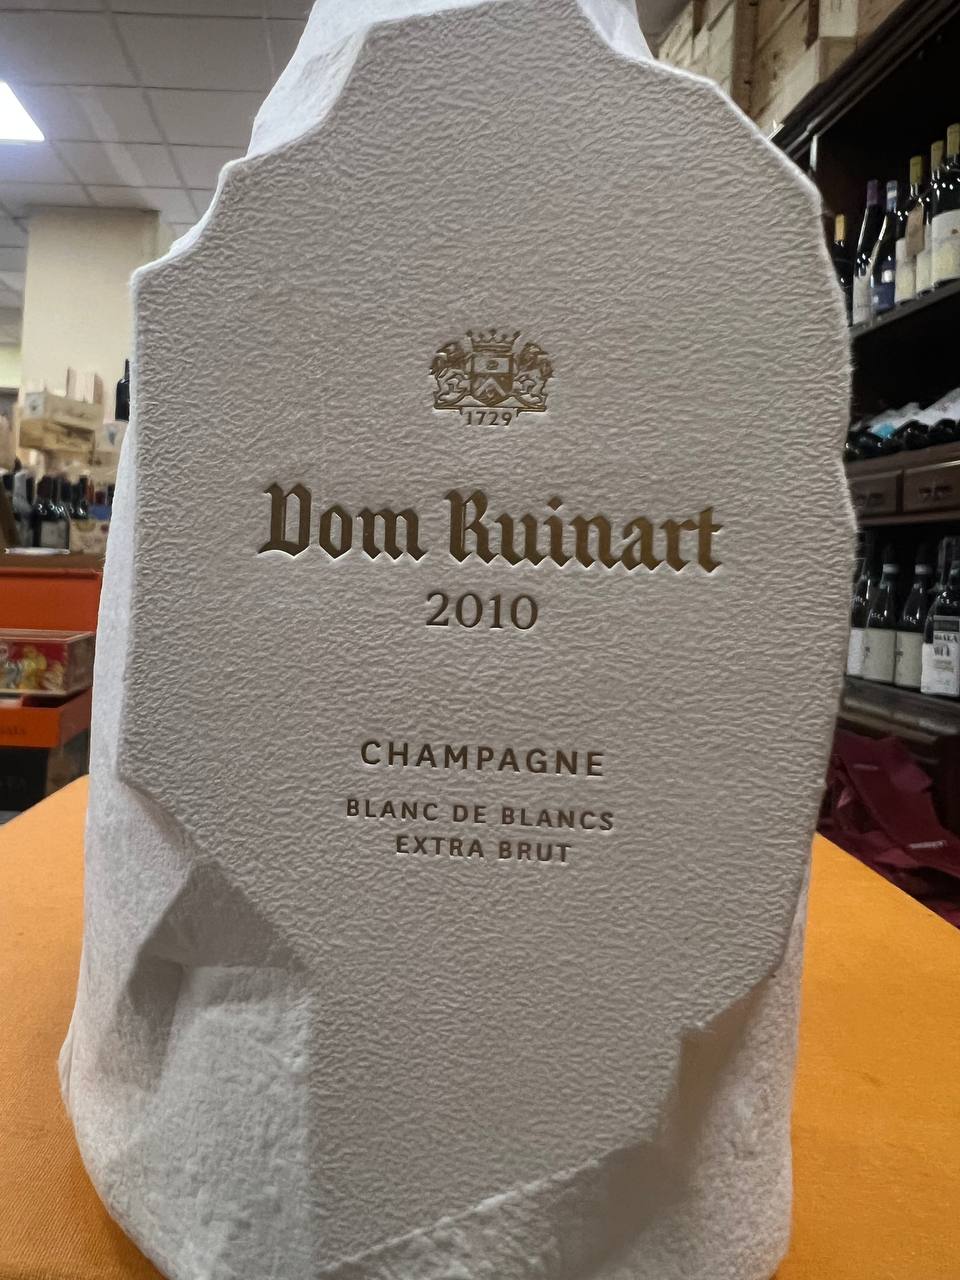 1729
Dom Ruinart
2010
CHAMPAGNE
BLANC DE BLANCS
EXTRA BRUT